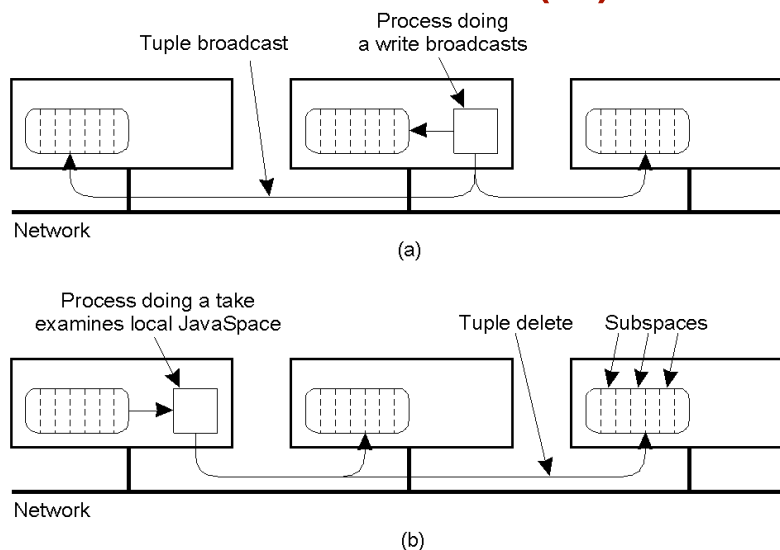 Process doing
a write broadcasts
Tuple broadcast
Network
(a)
Process doing a take
examines local JavaSpace
Tuple delete
Subspaces
Network
(b)